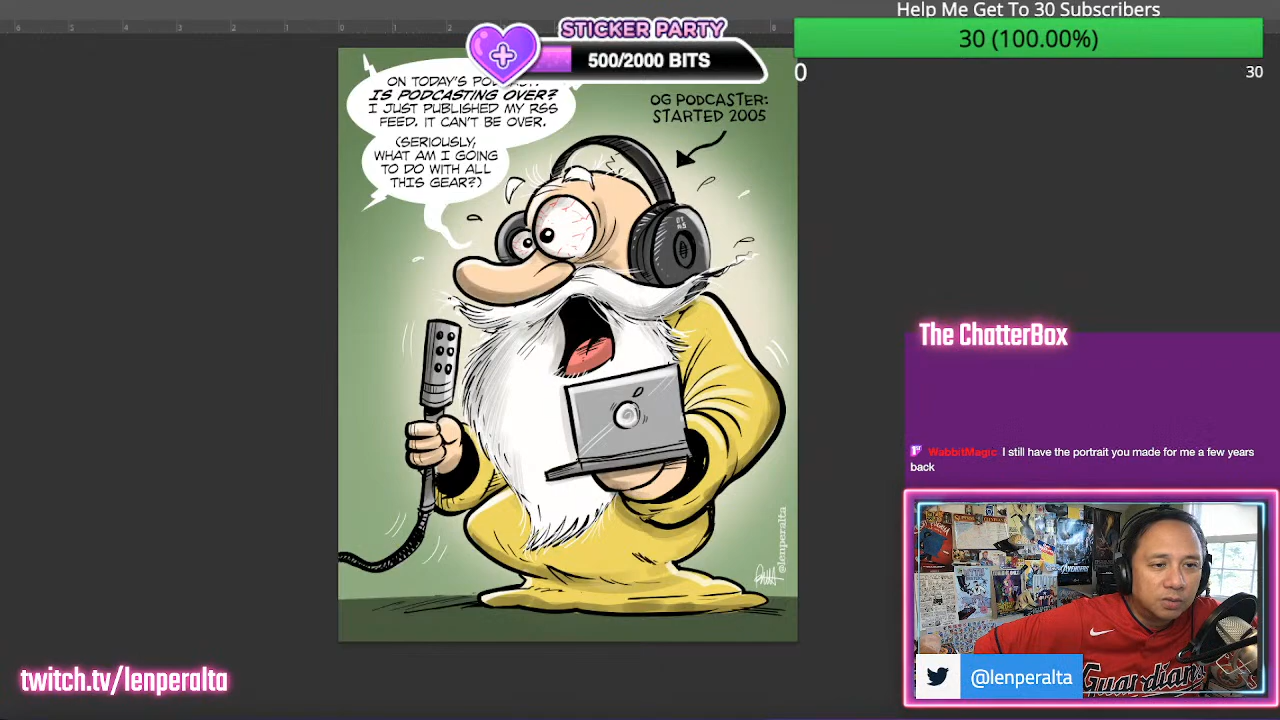 Help Me Get To 30 Subscribers
30 (100.00%)
0
30
STICKER PARTY
500/2000 BITS
ON TODAY'S
IS PODCASTING OVER?
I JUST PUBLISHED MY RSS
FEED. IT CAN'T BE OVER.
(SERIOUSLY,
WHAT AM I GOING
TO DO WITH ALL
THIS GEAR?)
OG PODCASTER:
STARTED 2005
@lenperalta
The ChatterBox
WabbitMagic I still have the portrait you made for me a few years
back
AVENGERS
Guardians
@lenperalta
twitch.tv/lenperalta